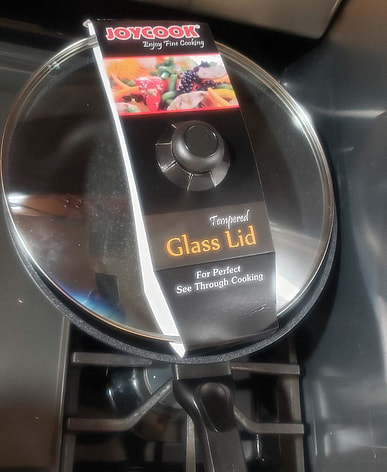 JOYCOOK
Enjoy Fine Cooking
Tempered
Glass Lid
For Perfect
See Through Cooking